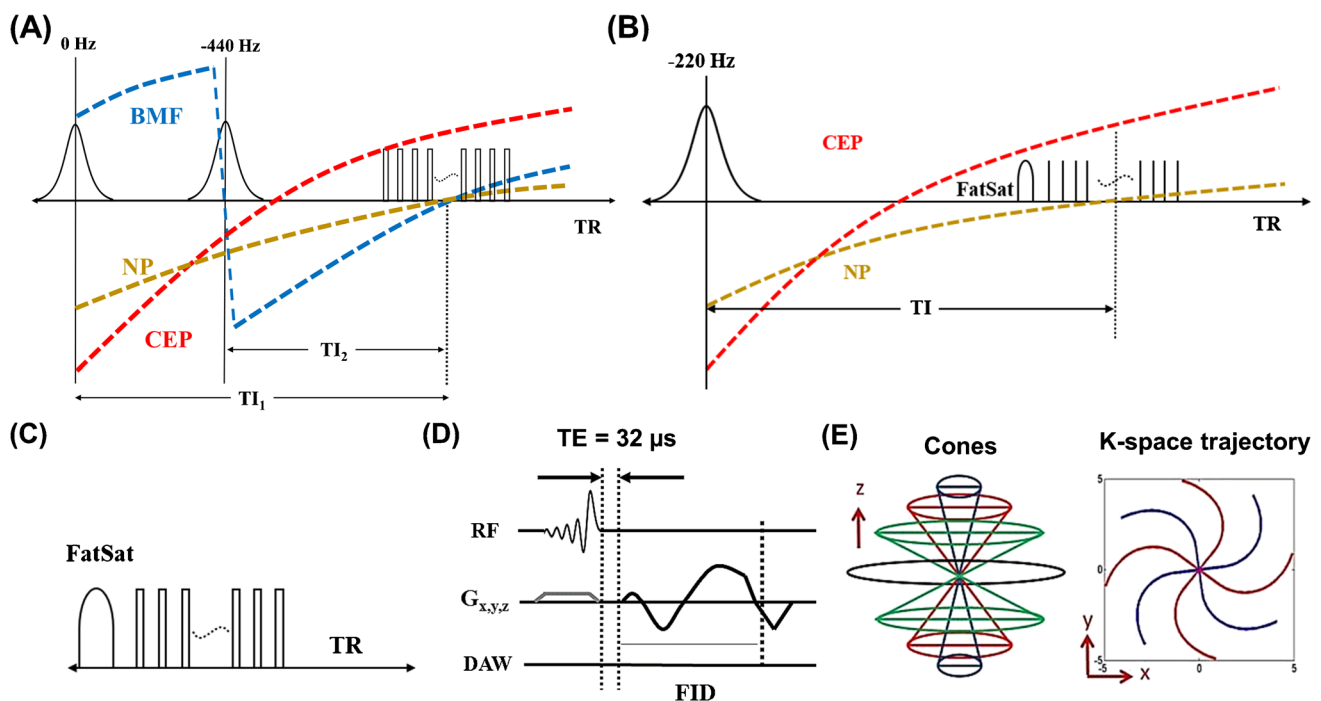 (A)
0 Hz
-440 Hz
BMF
NP
CEP
TR
TI2
TI1
(B)
-220 Hz
CEP
FatSat
NP
TR
TI
(C)
FatSat
TR
(D)
TE = 32 µs
RF
Gx,y,z
DAW
FID
(E)
Cones
z
K-space trajectory
5
0
-5
0
5
y
x